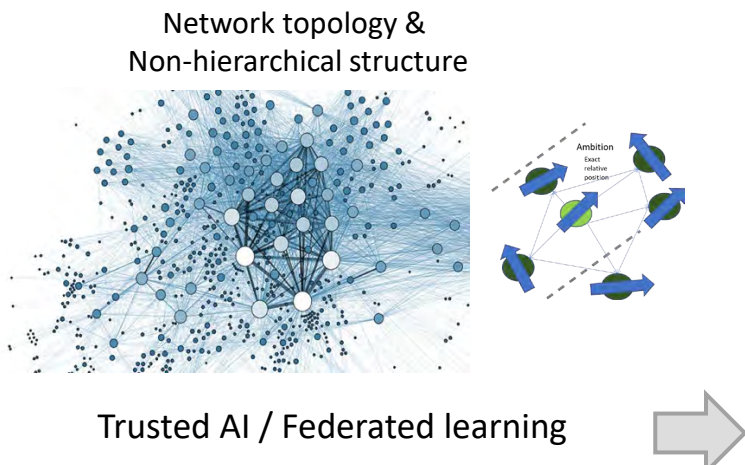 Network topology &
Non-hierarchical structure
Ambition
Exact
relative
position
Trusted AI / Federated learning